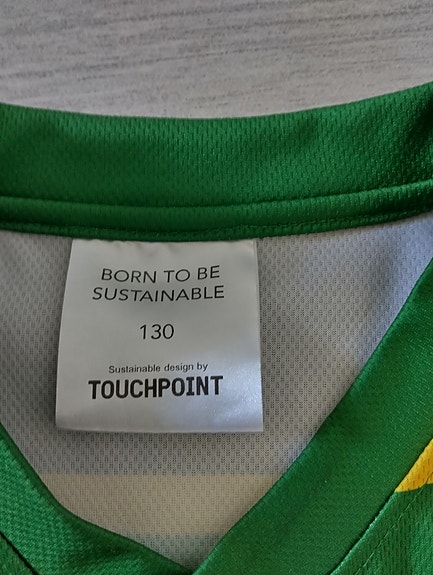 BORN TO BE
SUSTAINABLE
130
Sustainable design by
TOUCHPOINT